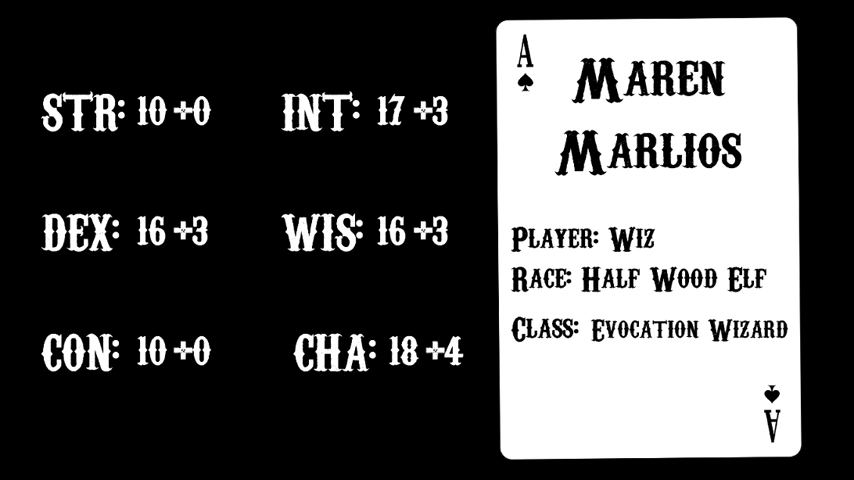 STR: 10 +0 INT: 17 +3
DEX: 16 +3 WIS: 16 +3
CON: 10 +0 CHA: 18 +4
A
MAREN
MARLIOS
PLAYER: WIZ
RACE: HALF WOOD ELF
CLASS: EVOCATION WIZARD
A